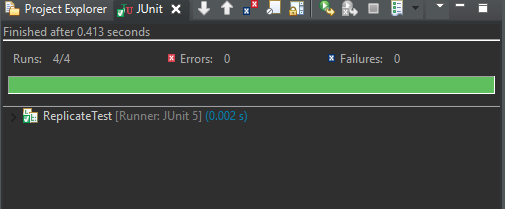 Project Explorer JUnit
Finished after 0.413 seconds
Runs: 4/4 Errors: 0 Failures: 0
ReplicateTest [Runner: JUnit 5] (0.002 s)